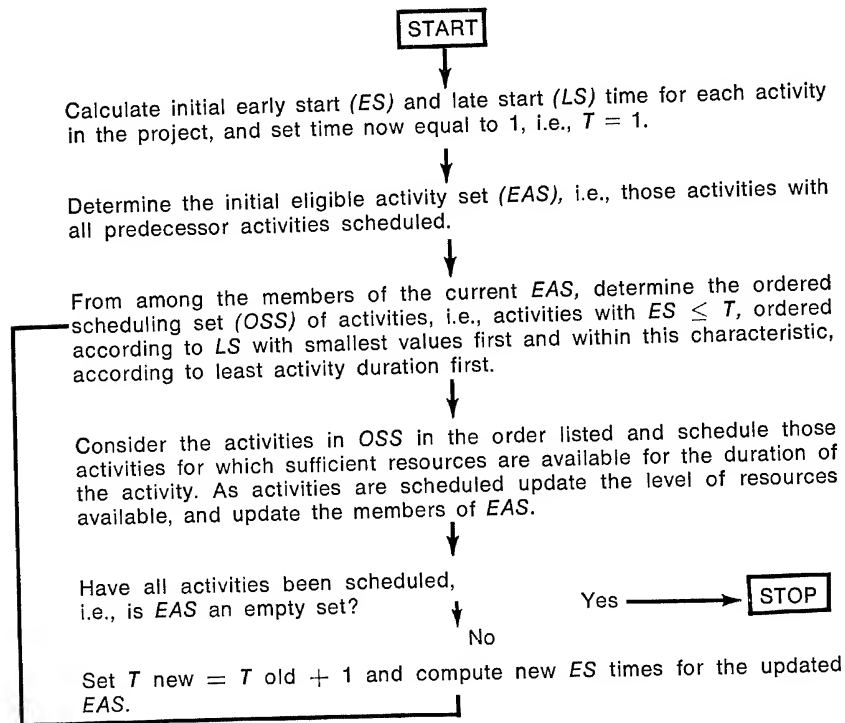 START
Calculate initial early start (ES) and late start (LS) time for each activity
in the project, and set time now equal to 1, i.e., T = 1.
Determine the initial eligible activity set (EAS), i.e., those activities with
all predecessor activities scheduled.
From among the members of the current EAS, determine the ordered
scheduling set (OSS) of activities, i.e., activities with ES ≤ T, ordered
according to LS with smallest values first and within this characteristic,
according to least activity duration first.
Consider the activities in OSS in the order listed and schedule those
activities for which sufficient resources are available for the duration of
the activity. As activities are scheduled update the level of resources
available, and update the members of EAS.
Have all activities been scheduled,
i.e., is EAS an empty set?
Yes
STOP
No
Set T new = T old + 1 and compute new ES times for the updated
EAS.